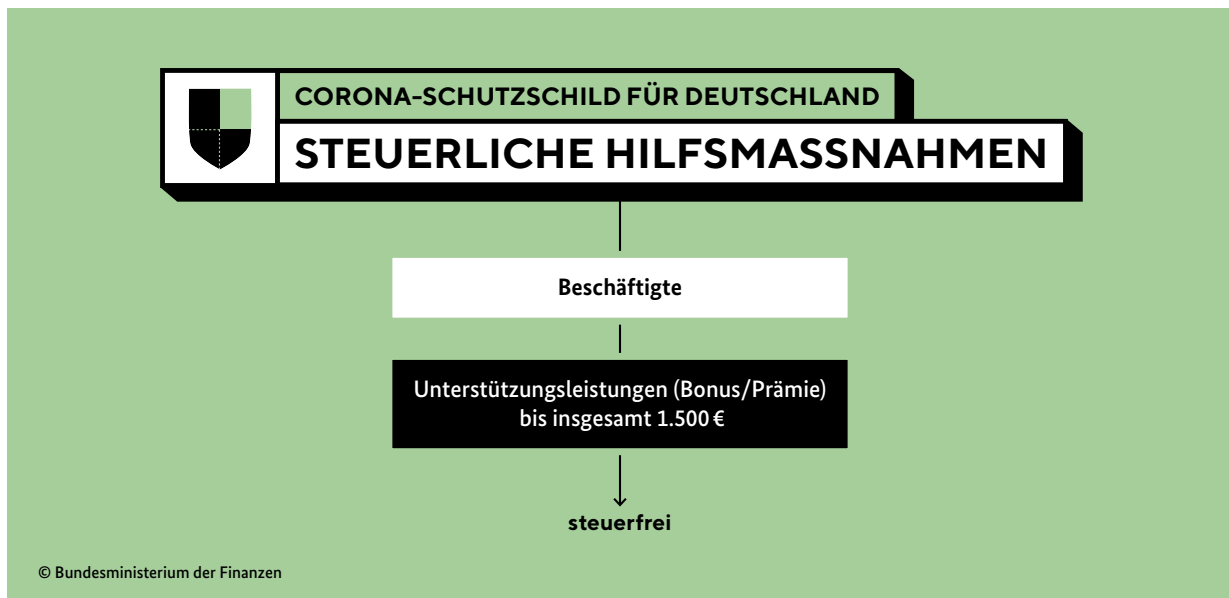 CORONA-SCHUTZSCHILD FÜR DEUTSCHLAND
STEUERLICHE HILFSMASSNAHMEN
Beschäftigte
Unterstützungsleistungen (Bonus/Prämie)
bis insgesamt 1.500 €
steuerfrei
© Bundesministerium der Finanzen